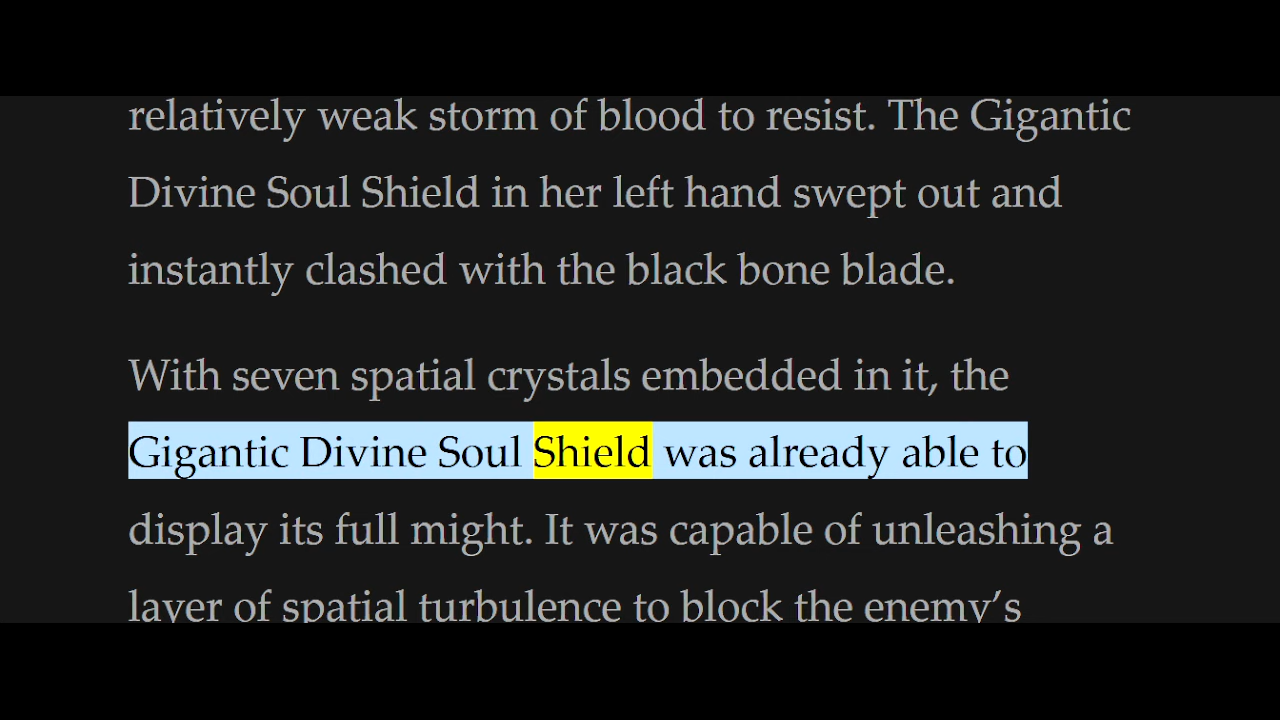 relatively weak storm of blood to resist. The Gigantic
Divine Soul Shield in her left hand swept out and
instantly clashed with the black bone blade.
With seven spatial crystals embedded in it, the
Gigantic Divine Soul Shield was already able to
display its full might. It was capable of unleashing a
layer of spatial turbulence to block the enemy’s